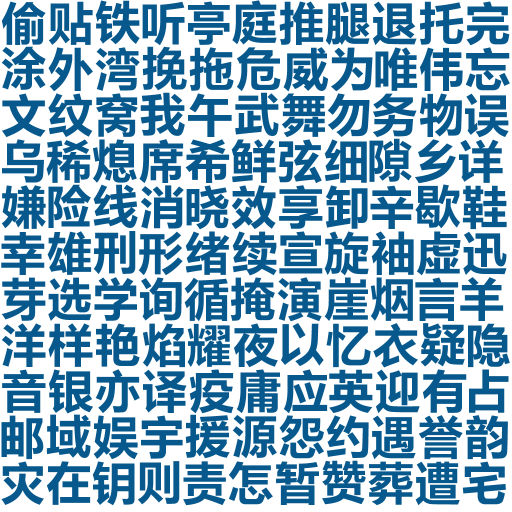 偷贴铁听亭庭推腿退托完
涂外湾挽拖危威为唯伟忘
文纹窝我午武舞勿务物误
乌稀熄席希鲜弦细隙乡详
嫌险线消晓效享卸辛歇鞋
幸雄刑形绪续宣旋袖虚迅
芽选学询循掩演崖烟言羊
洋样艳焰耀夜以忆衣疑隐
音银亦译疫庸应英迎有占
邮域娱宇援源怨约遇誉韵
灾在钥则责怎暂赞葬遭宅